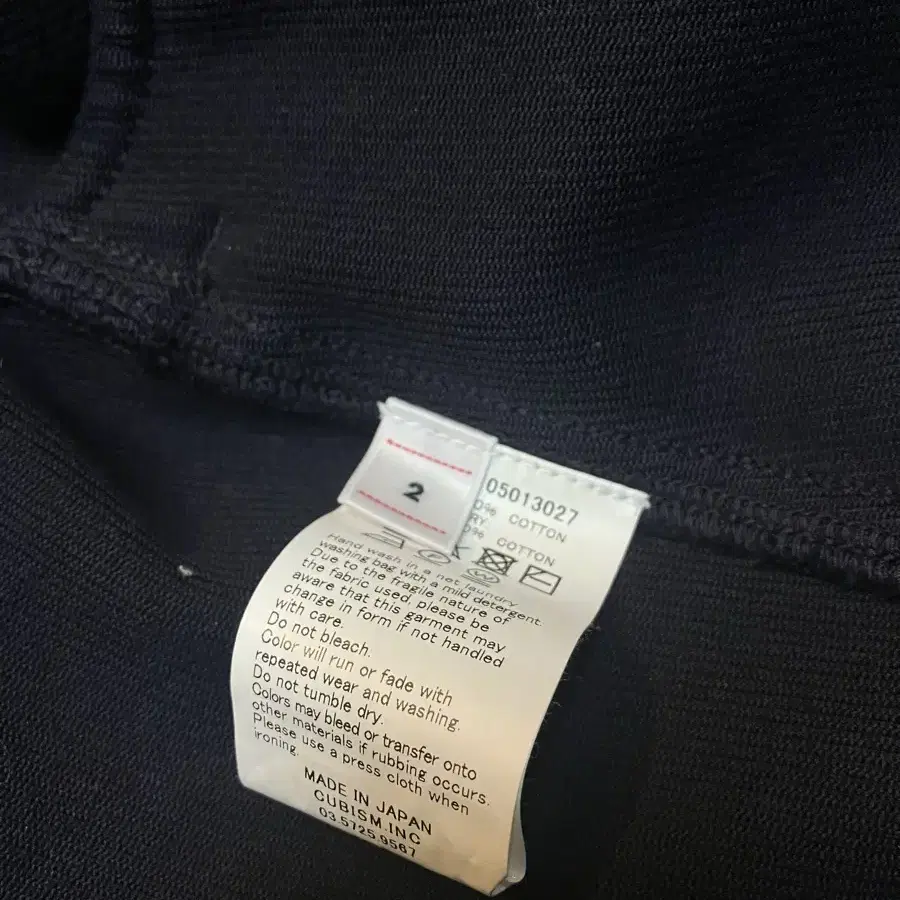 2
05013027
0% COTTON
RY
0% COTTON
Hand wash in a net laundry
washing bag with a mild detergent.
Due to the fragile nature of
the fabric used, please be
aware that this garment may
change in form if not handled
with care.
Do not bleach.
Color will run or fade with
repeated wear and washing.
Do not tumble dry.
Colors may bleed or transfer onto
other materials if rubbing occurs.
Please use a press cloth when
ironing.
MADE IN JAPAN
CUBISM.INC
03.5725.9567